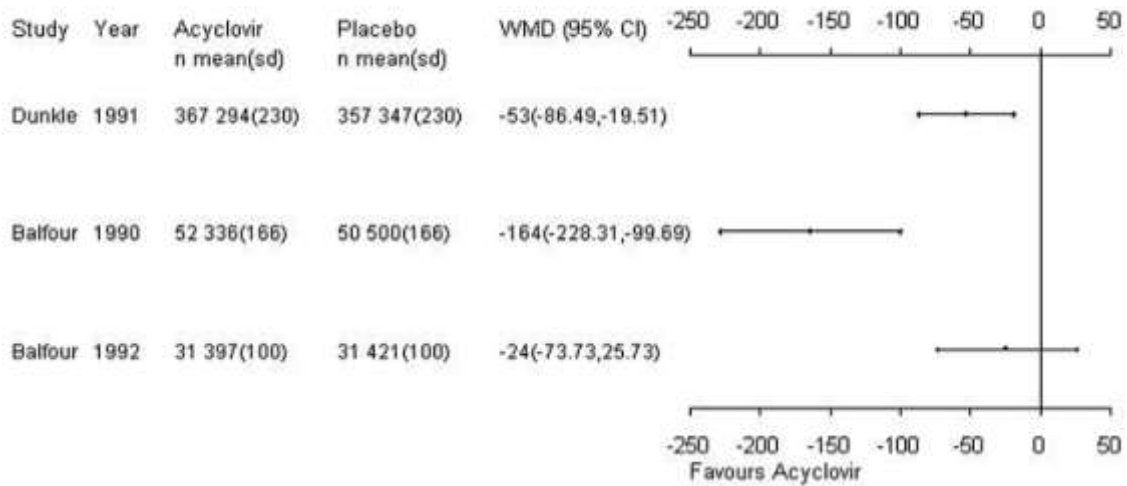 Study Year Acyclovir Placebo WMD (95% CI) -250 -200 -150 -100 -50 0 50
n mean(sd) n mean(sd)
Dunkle 1991 367 294(230) 357 347(230) -53(-86.49,-19.51)
Balfour 1990 52 336(166) 50 500(166) -164(-228.31,-99.69)
Balfour 1992 31 397(100) 31 421(100) -24(-73.73,25.73)
-250 -200 -150 -100 -50 0 50
Favours Acyclovir